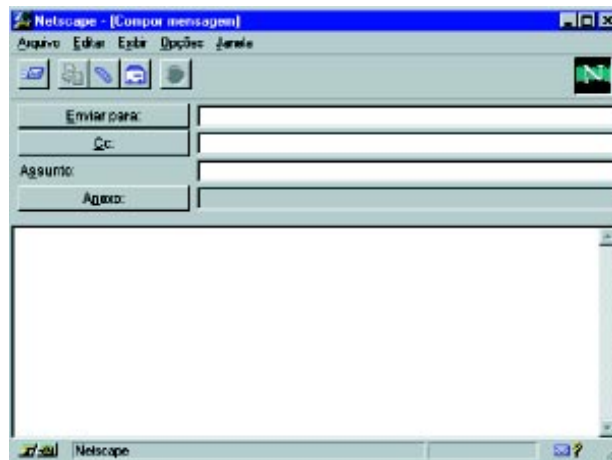 Netscape - [Compor mensagem]
Arquivo Editar Exibir Opções Janela
N
Enviar para:
Cc:
Assunto:
Anexo:
Netscape
?